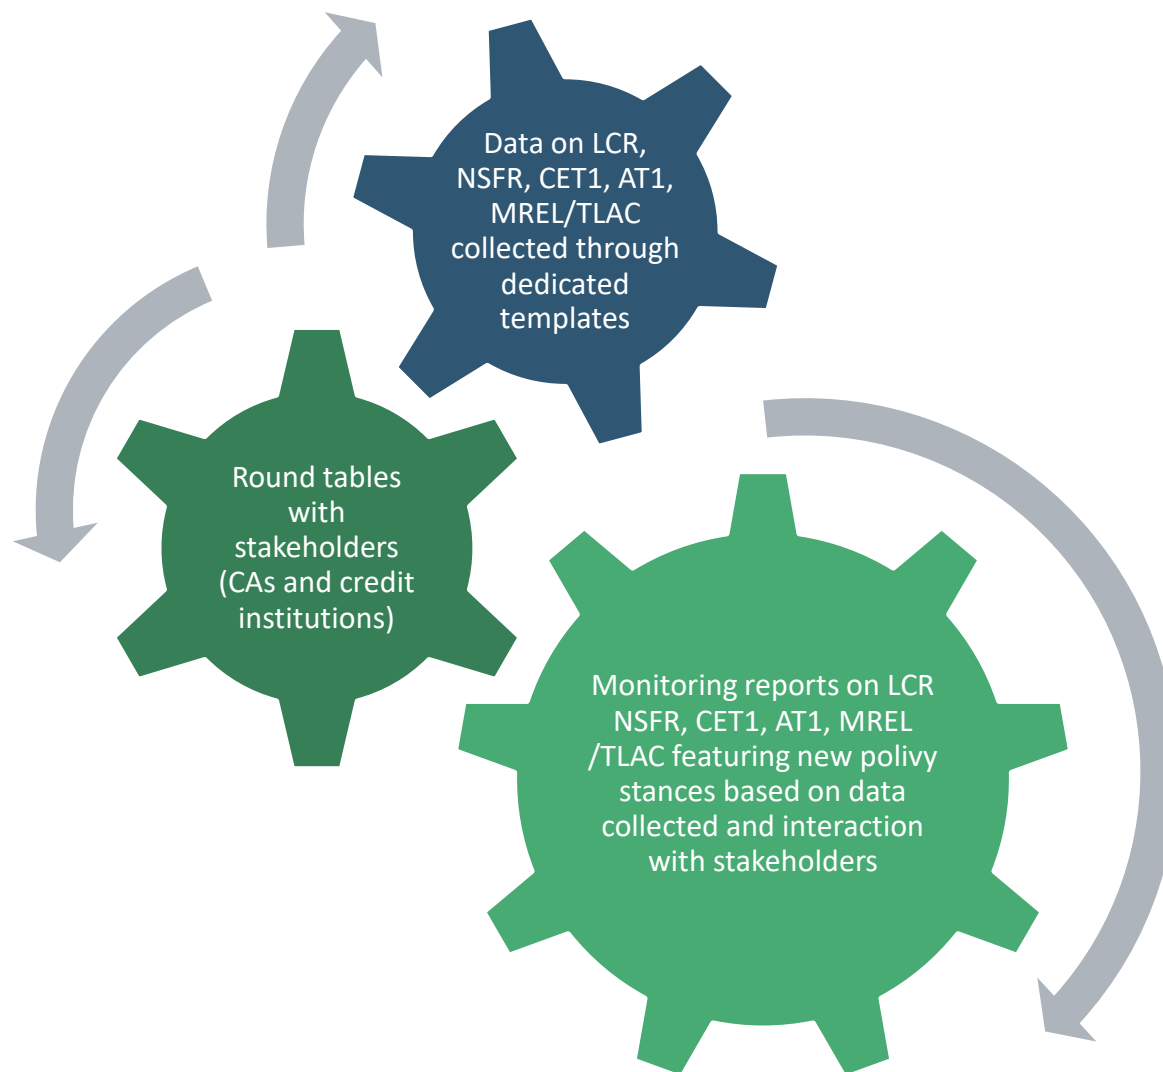 Data on LCR,
NSFR, CET1, AT1,
MREL/TLAC
collected through
dedicated
templates
Round tables
with
stakeholders
(CAs and credit
institutions)
Monitoring reports on LCR
NSFR, CET1, AT1, MREL
/TLAC featuring new polivy
stances based on data
collected and interaction
with stakeholders